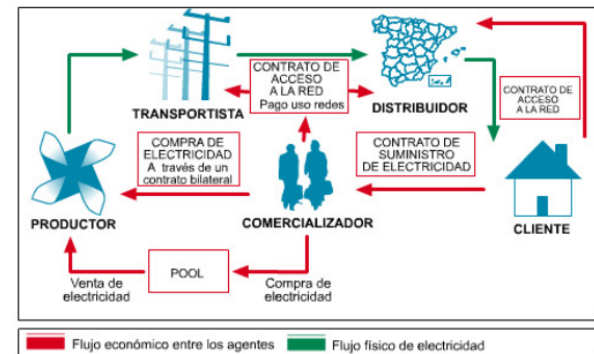 CONTRATO DE
ACCESO
A LA RED
Pago uso redes
TRANSPORTISTA
DISTRIBUIDOR
CONTRATO DE
ACCESO
A LA RED
COMPRA DE
ELECTRICIDAD
A través de un
contrato bilateral
CONTRATO DE
SUMINISTRO
DE ELECTRICIDAD
PRODUCTOR
COMERCIALIZADOR
CLIENTE
POOL
Venta de
electricidad
Compra de
electricidad
Flujo económico entre los agentes
Flujo físico de electricidad